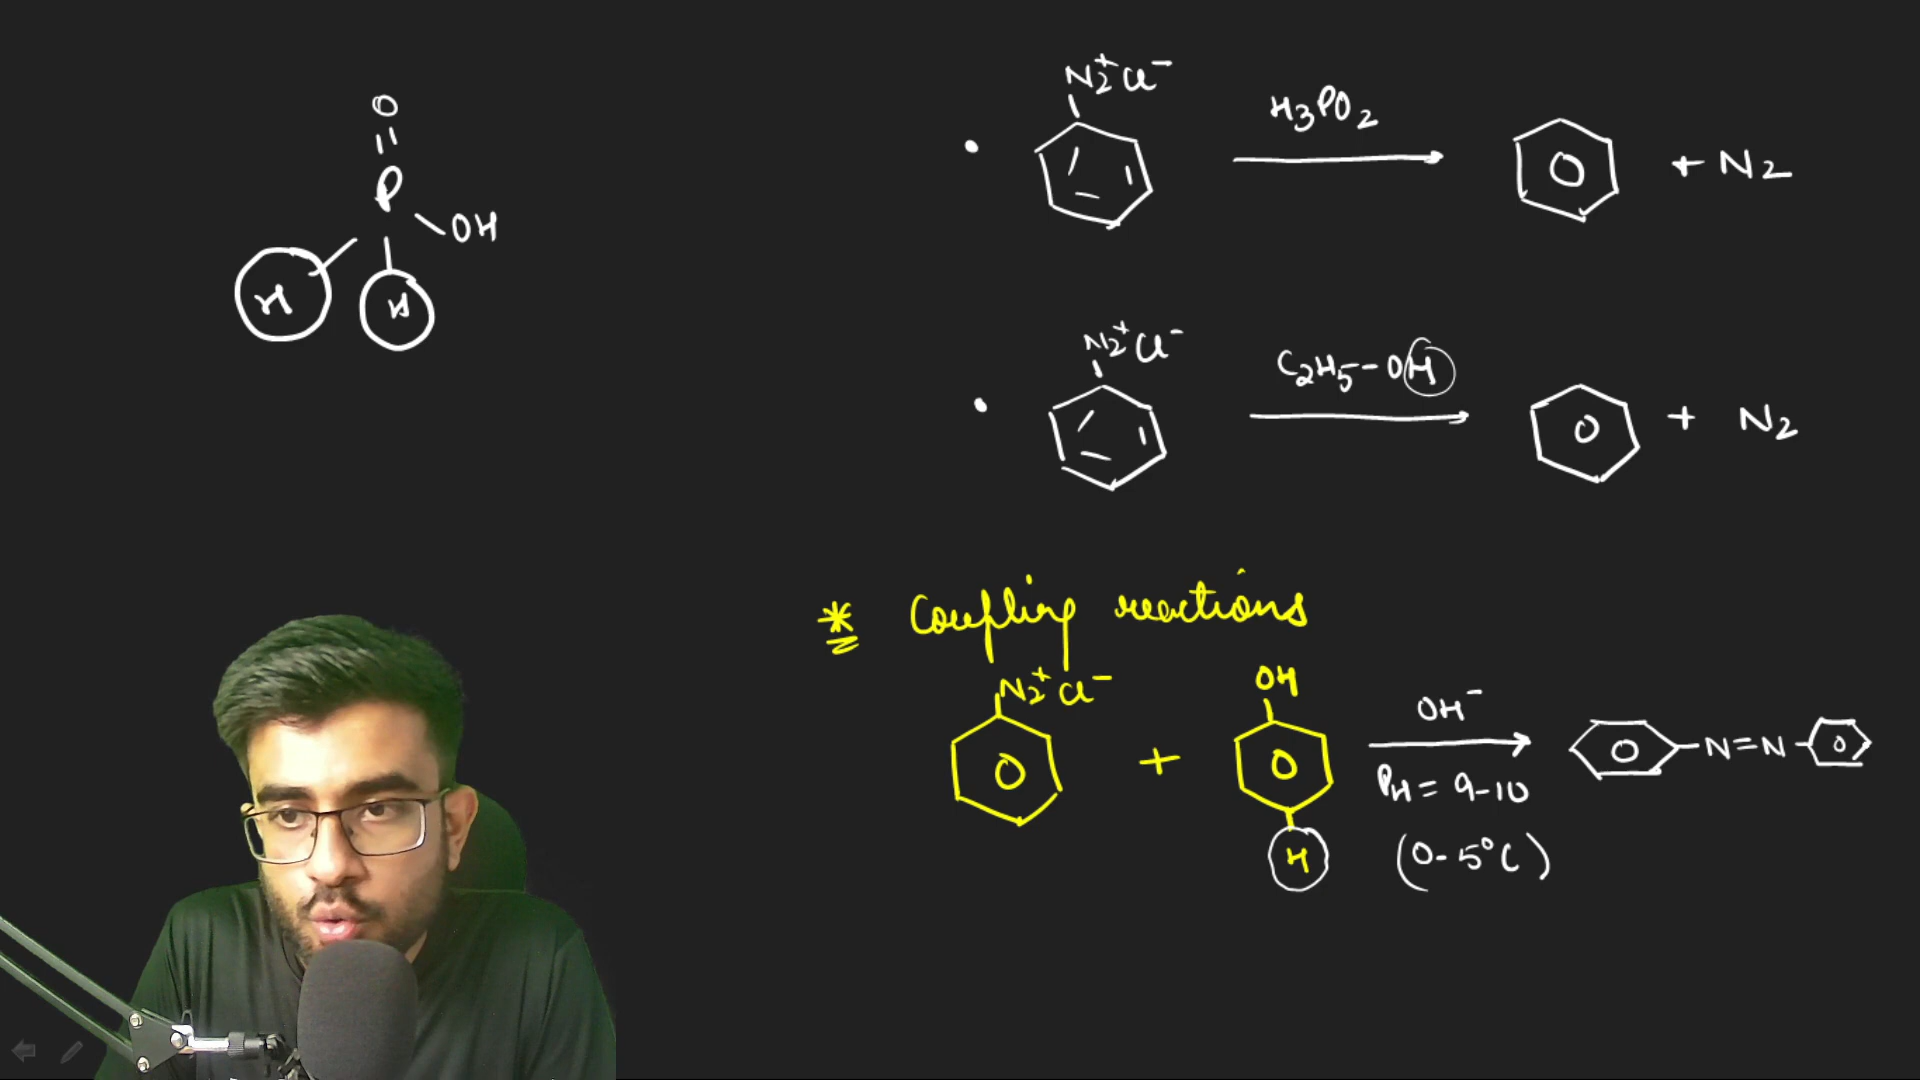 O
P
OH
H H
N2+Cl-
H3PO2
+ N2
N2+Cl-
C2H5-OH
+ N2
* Coupling reactions
N2+Cl- + OH
H
OH-
PH = 9-10
(0-5°C)
N=N